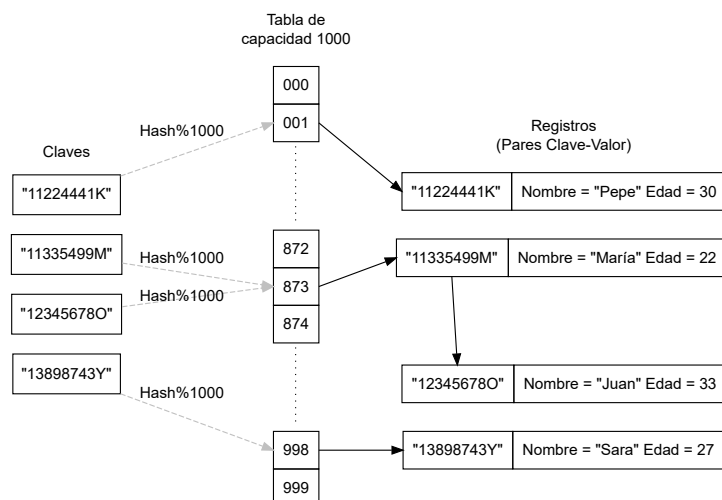 Tabla de
capacidad 1000
000
001
Hash%1000
Claves
Registros
(Pares Clave-Valor)
"11224441K"
"11224441K" Nombre = "Pepe" Edad = 30
"11335499M"
Hash%1000
872
"11335499M" Nombre = "María" Edad = 22
873
Hash%1000
"12345678O"
874
"13898743Y"
Hash%1000
"12345678O" Nombre = "Juan" Edad = 33
998
"13898743Y" Nombre = "Sara" Edad = 27
999